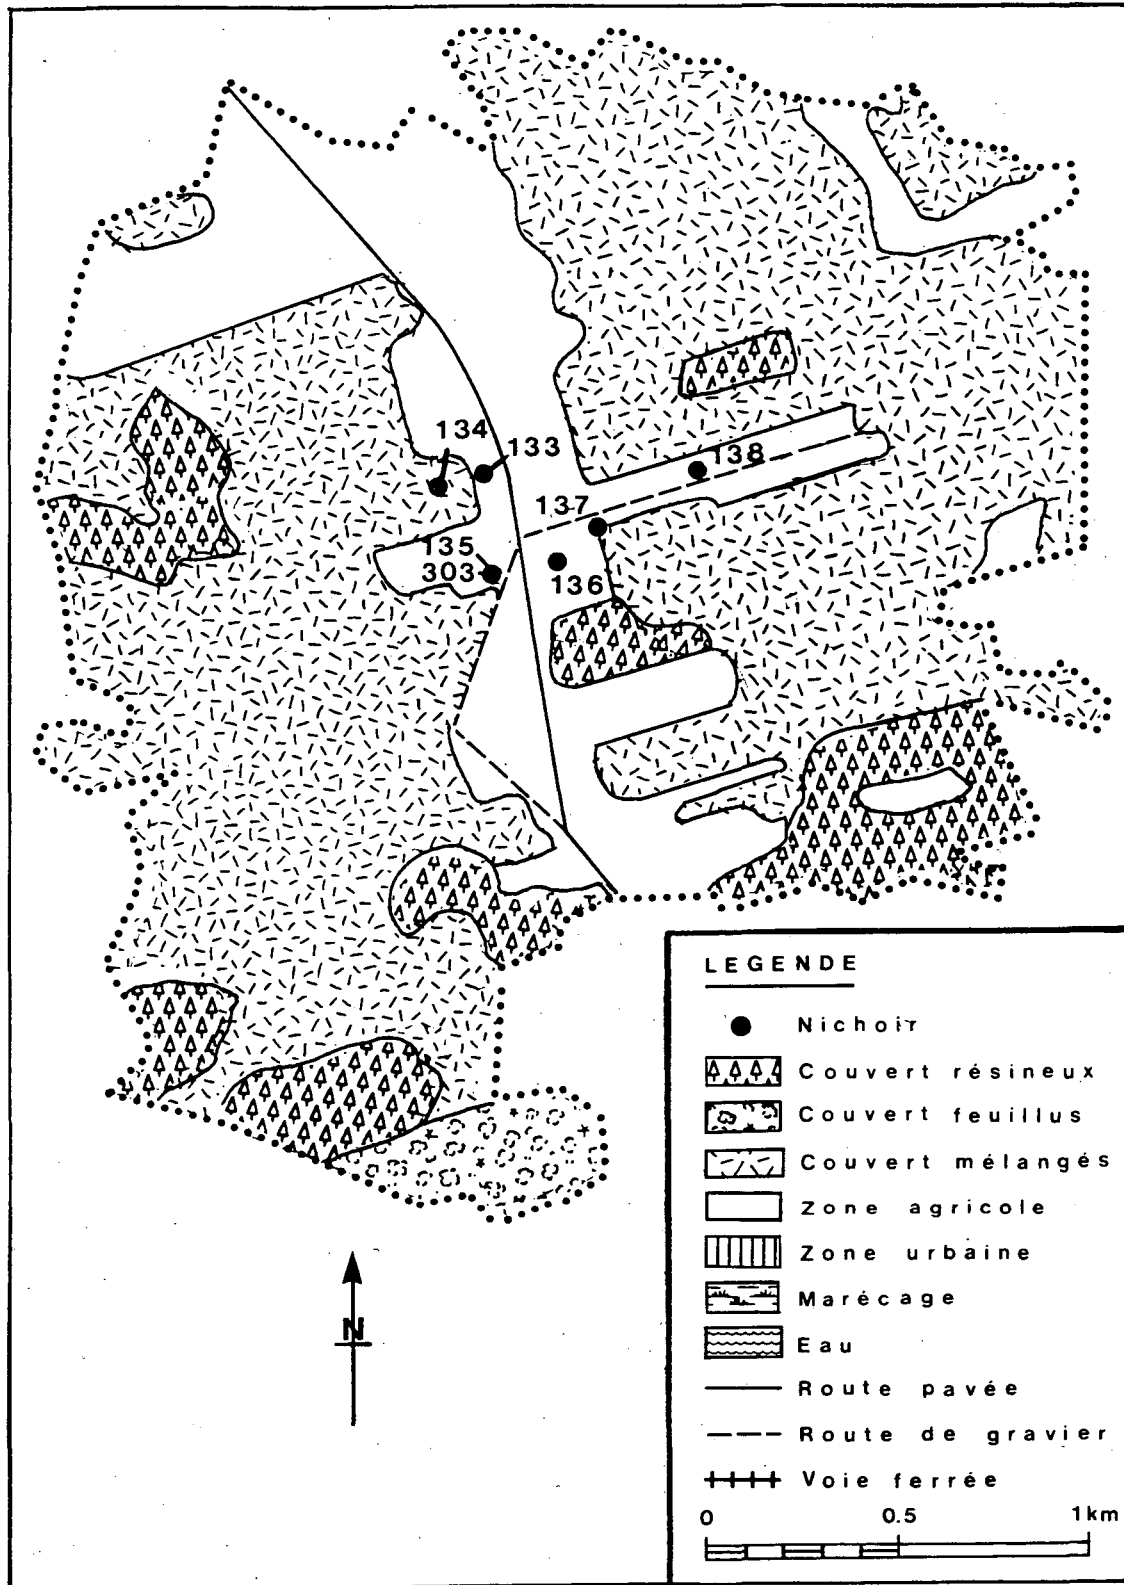 134
133
138
137
135
303
136
N
LEGENDE
Nichoir
Couvert résineux
Couvert feuillus
Couvert mélangés
Zone agricole
Zone urbaine
Marécage
Eau
Route pavée
Route de gravier
Voie ferrée
0 0.5 1km